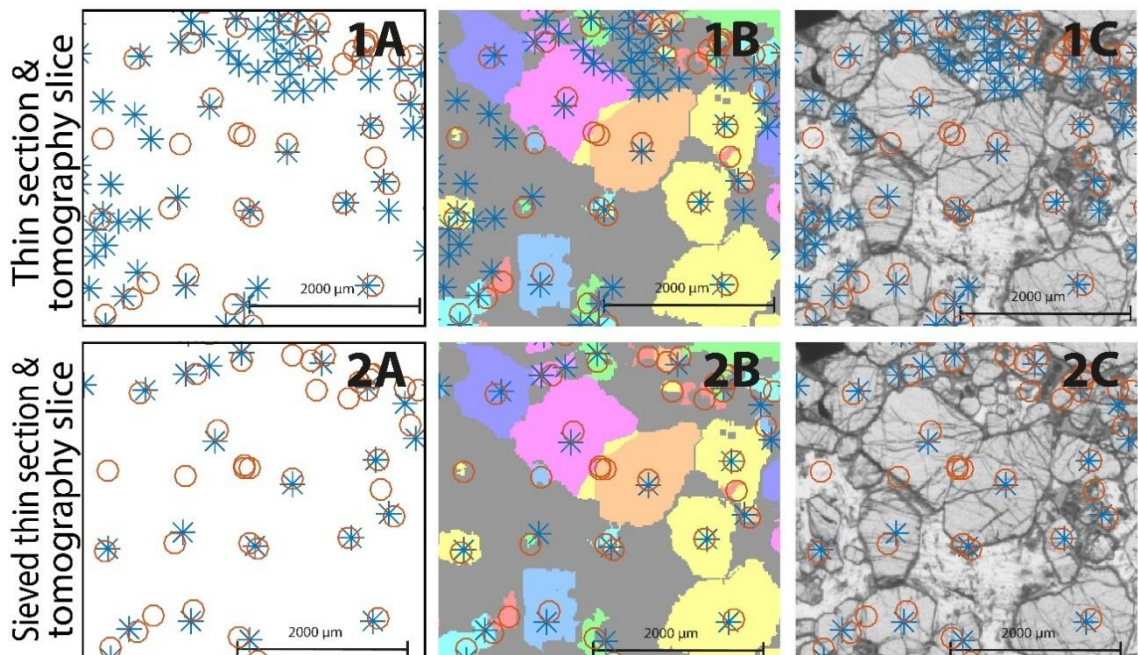 Thin section &
tomography slice
1A
1B
1C
2000 µm
2000 µm
2000 µm
Sieved thin section &
tomography slice
2A
2B
2C
2000 µm
2000 µm
2000 µm